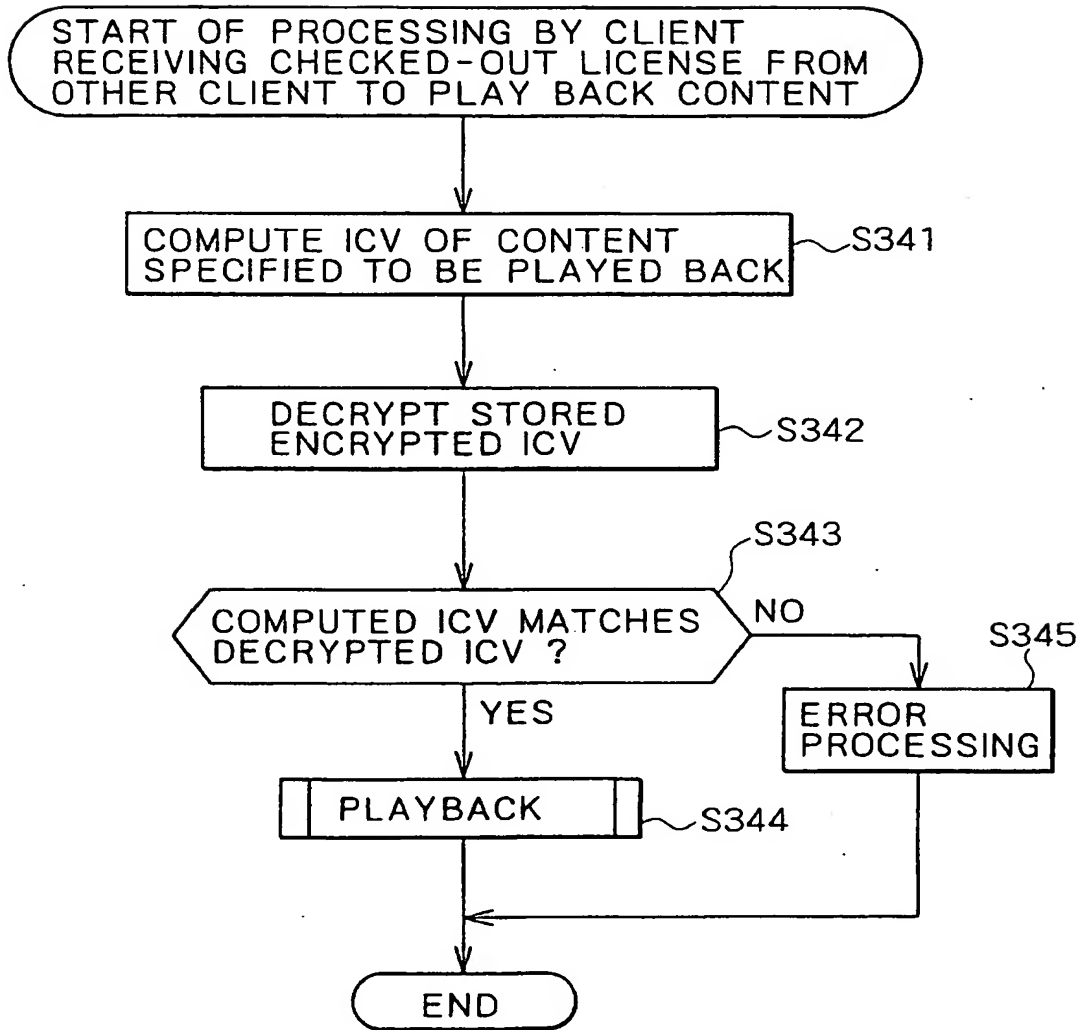 START OF PROCESSING BY CLIENT
RECEIVING CHECKED-OUT LICENSE FROM
OTHER CLIENT TO PLAY BACK CONTENT
COMPUTE ICV OF CONTENT
SPECIFIED TO BE PLAYED BACK
S341
DECRYPT STORED
ENCRYPTED ICV
S342
S343
COMPUTED ICV MATCHES
DECRYPTED ICV ?
NO
S345
YES
ERROR
PROCESSING
PLAYBACK
S344
END